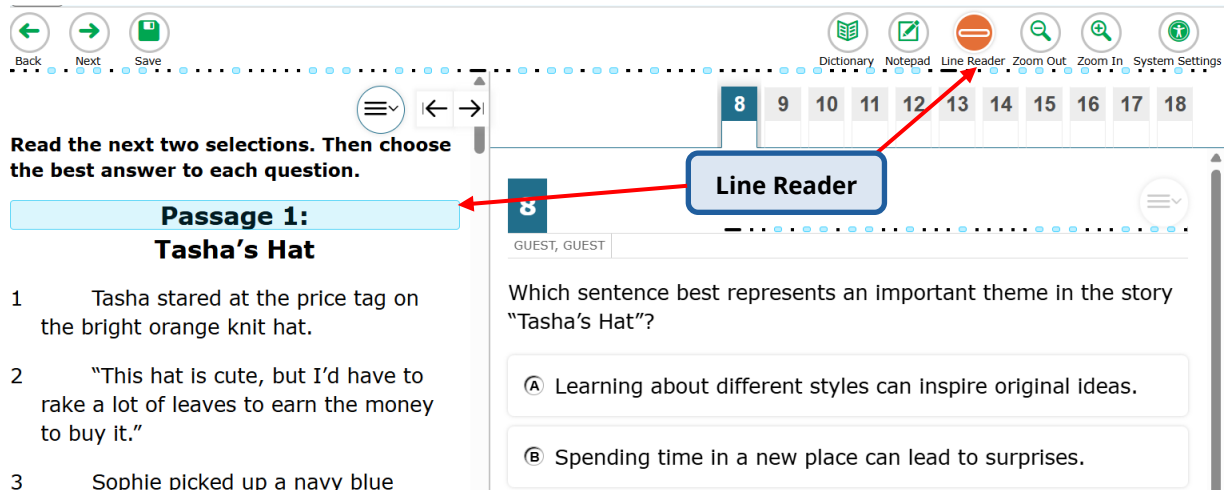 Back Next Save Dictionary Notepad Line Reader Zoom Out Zoom In System Settings
8 9 10 11 12 13 14 15 16 17 18
Read the next two selections. Then choose
the best answer to each question.
Passage 1:
Tasha’s Hat
1 Tasha stared at the price tag on
the bright orange knit hat.
2 “This hat is cute, but I’d have to
rake a lot of leaves to earn the money
to buy it.”
3 Sophie picked up a navy blue
Line Reader
8
GUEST, GUEST
Which sentence best represents an important theme in the story
“Tasha’s Hat”?
A Learning about different styles can inspire original ideas.
B Spending time in a new place can lead to surprises.